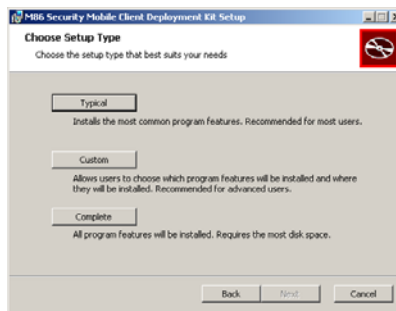 M86 Security Mobile Client Deployment Kit Setup
Choose Setup Type
Choose the setup type that best suits your needs
Typical
Installs the most common program features. Recommended for most users.
Custom
Allows users to choose which program features will be installed and where
they will be installed. Recommended for advanced users.
Complete
All program features will be installed. Requires the most disk space.
Back Next Cancel